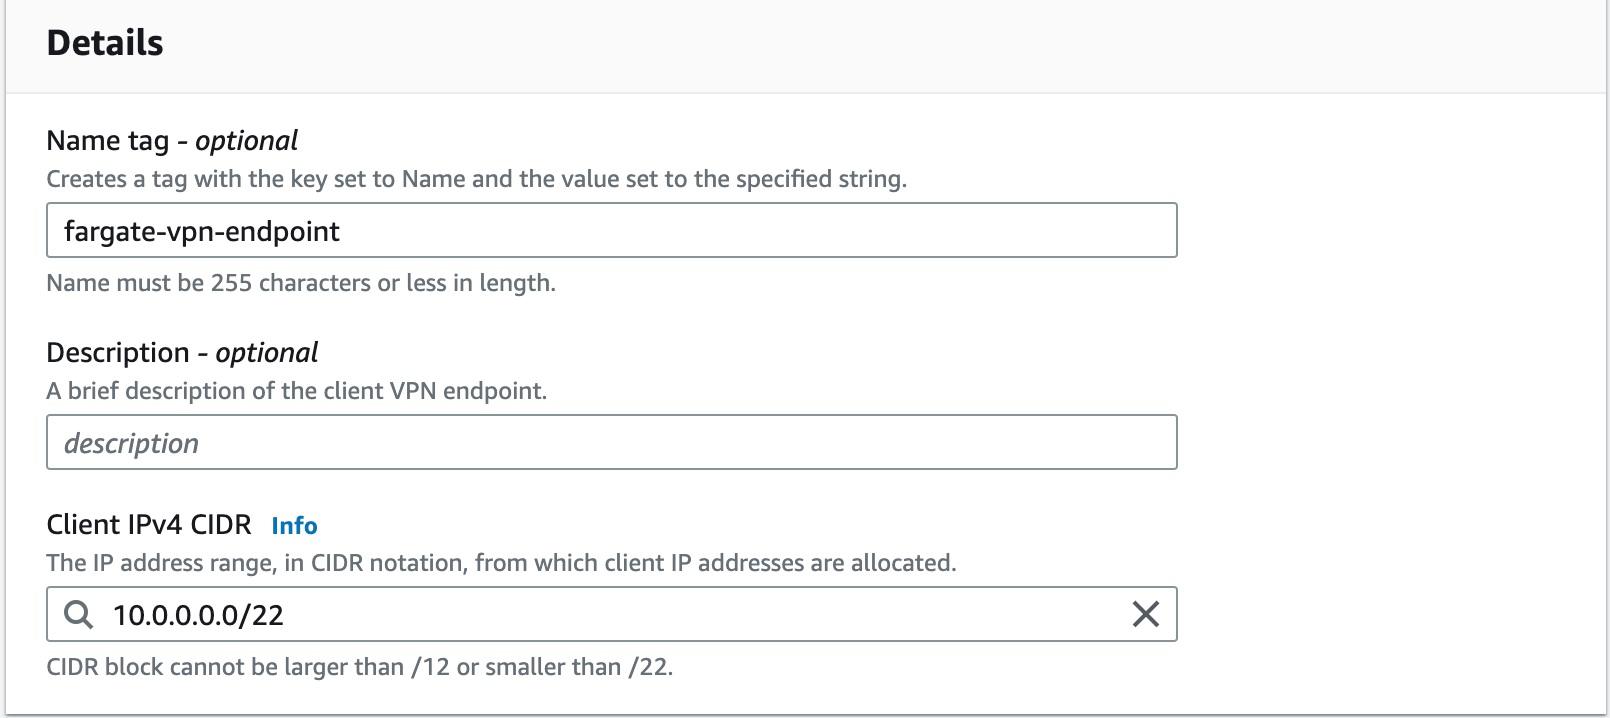 Details
Name tag - optional
Creates a tag with the key set to Name and the value set to the specified string.
fargate-vpn-endpoint
Name must be 255 characters or less in length.
Description - optional
A brief description of the client VPN endpoint.
description
Client IPv4 CIDR Info
The IP address range, in CIDR notation, from which client IP addresses are allocated.
10.0.0.0.0/22
CIDR block cannot be larger than /12 or smaller than /22.